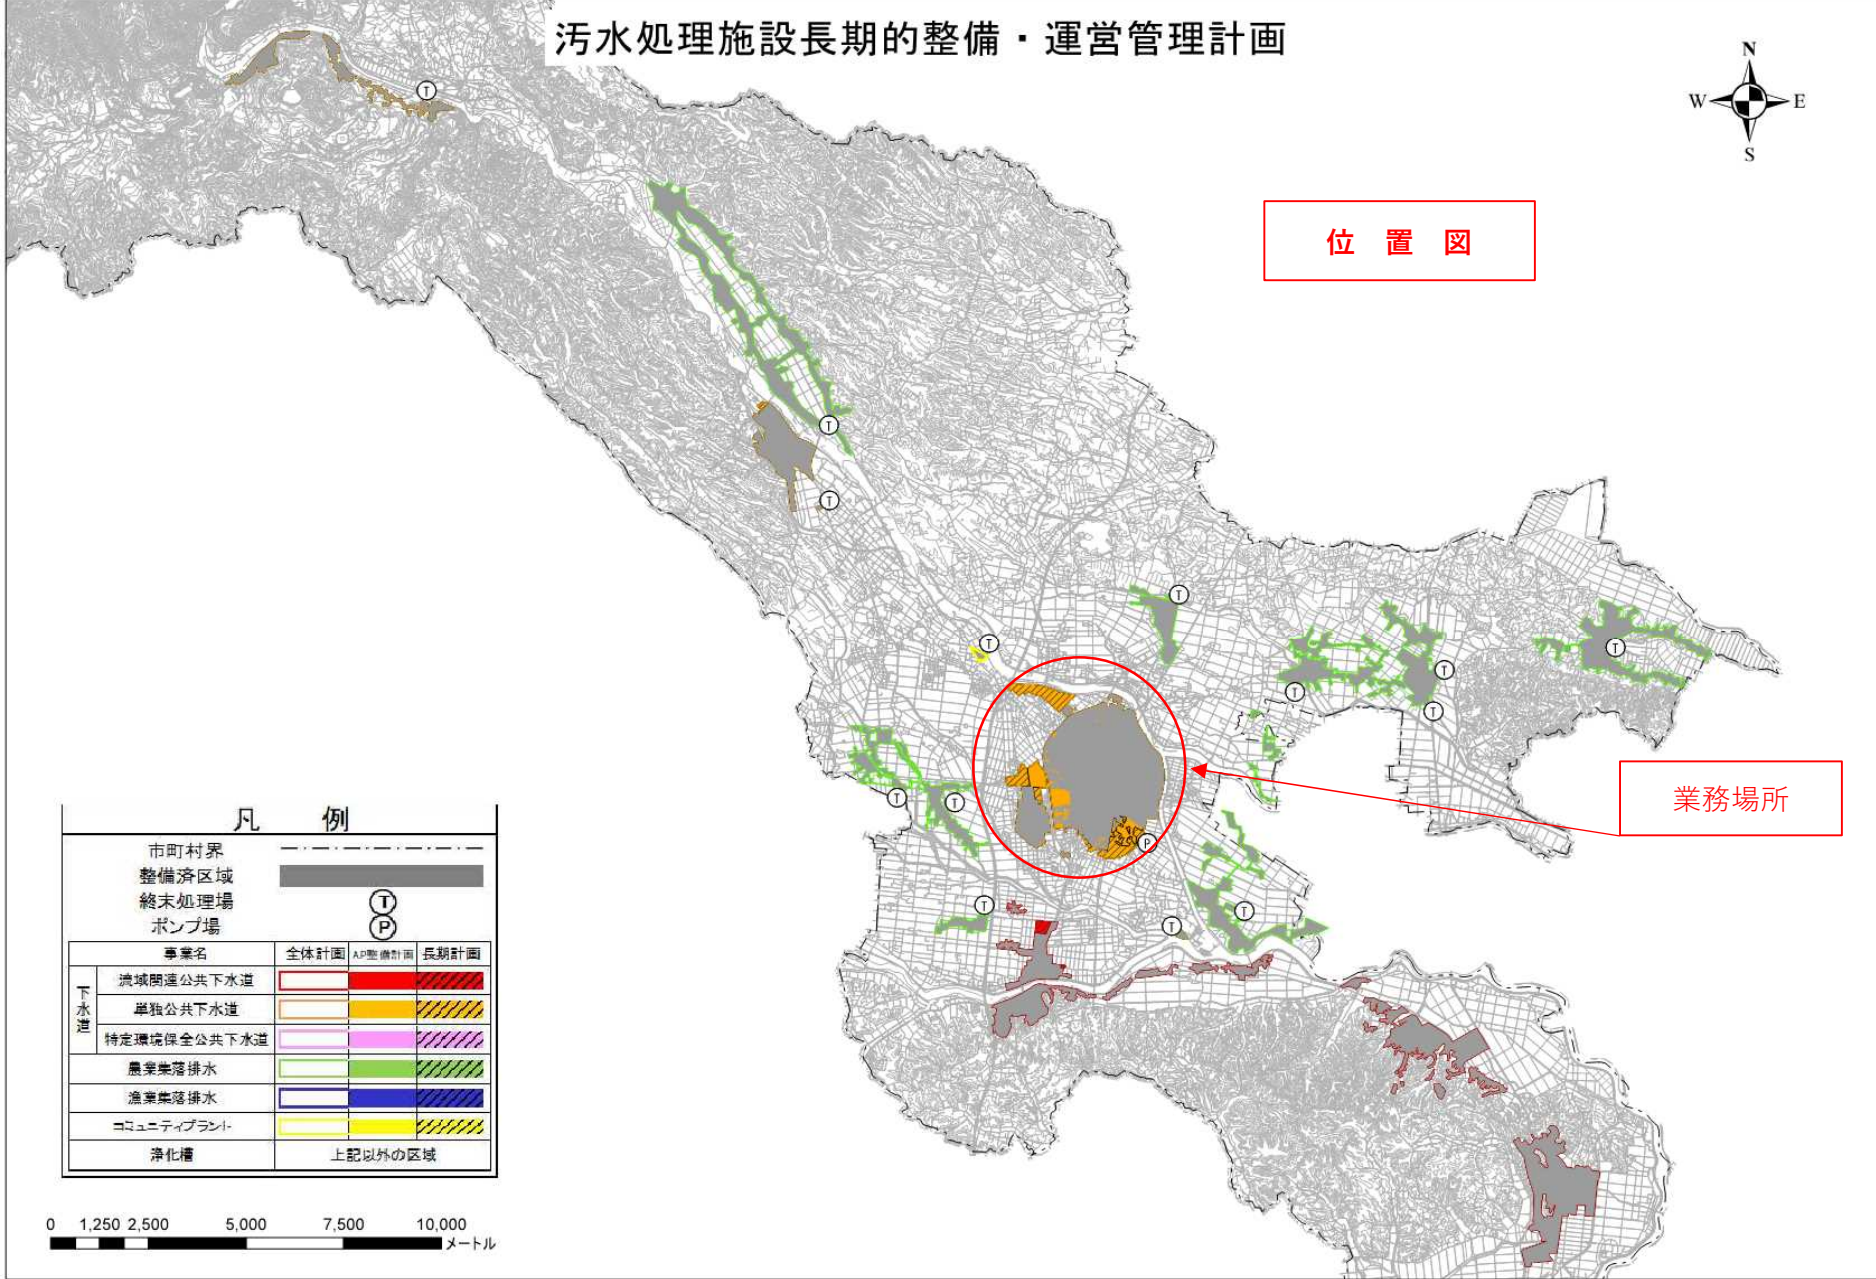 汚水処理施設長期的整備・運営管理計画
N
W E
S
位 置 図
業務場所
凡 例
市町村界
整備済区域
終末処理場 T
ポンプ場 P
事業名 全体計画 AP整備計画 長期計画
下水道
流域関連公共下水道
単独公共下水道
特定環境保全公共下水道
農業集落排水
漁業集落排水
コミュニティプラント
浄化槽 上記以外の区域
0 1,250 2,500 5,000 7,500 10,000
メートル
T
T
T
T
T
T
T
T
T
T
T
T
P
T
T
T